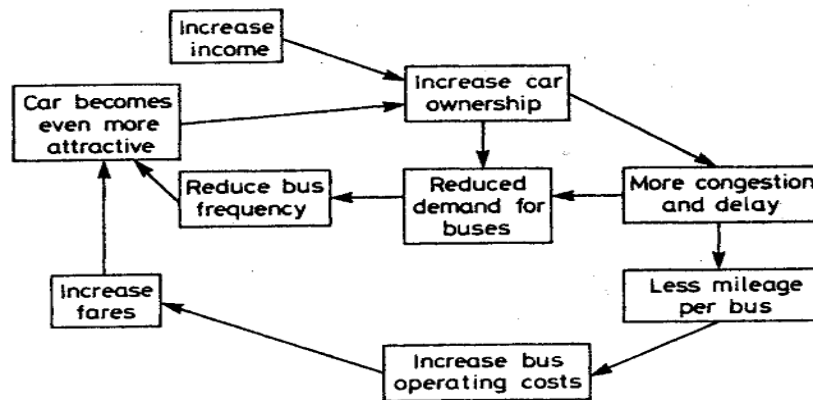 Increase
income
Increase car
ownership
Car becomes
even more
attractive
Reduce bus
frequency
Reduced
demand for
buses
More congestion
and delay
Increase
fares
Less mileage
per bus
Increase bus
operating costs